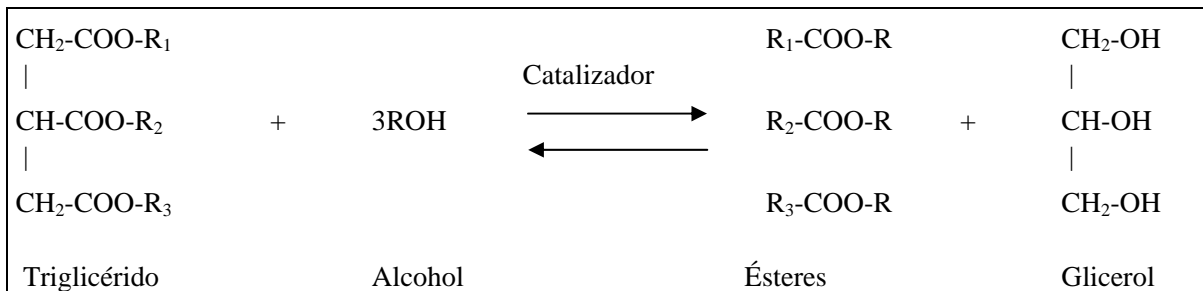 CH₂-COO-R₁ R₁-COO-R CH₂-OH
| Catalizador |
CH-COO-R₂ + 3ROH R₂-COO-R + CH-OH
| |
CH₂-COO-R₃ R₃-COO-R CH₂-OH
Triglicérido Alcohol Ésteres Glicerol